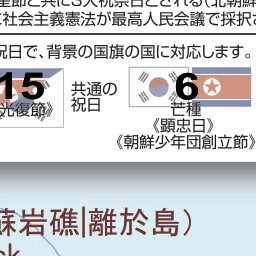 節と共に3大祝祭日とされる(北朝鮮
社会主義憲法が最高人民会議で採択さ
祝日で、背景の国旗の国に対応します。
15
光復節》
共通の
祝日
6
芒種
《顕忠日》
《朝鮮少年団創立節》
蘇岩礁|離於島)
ck